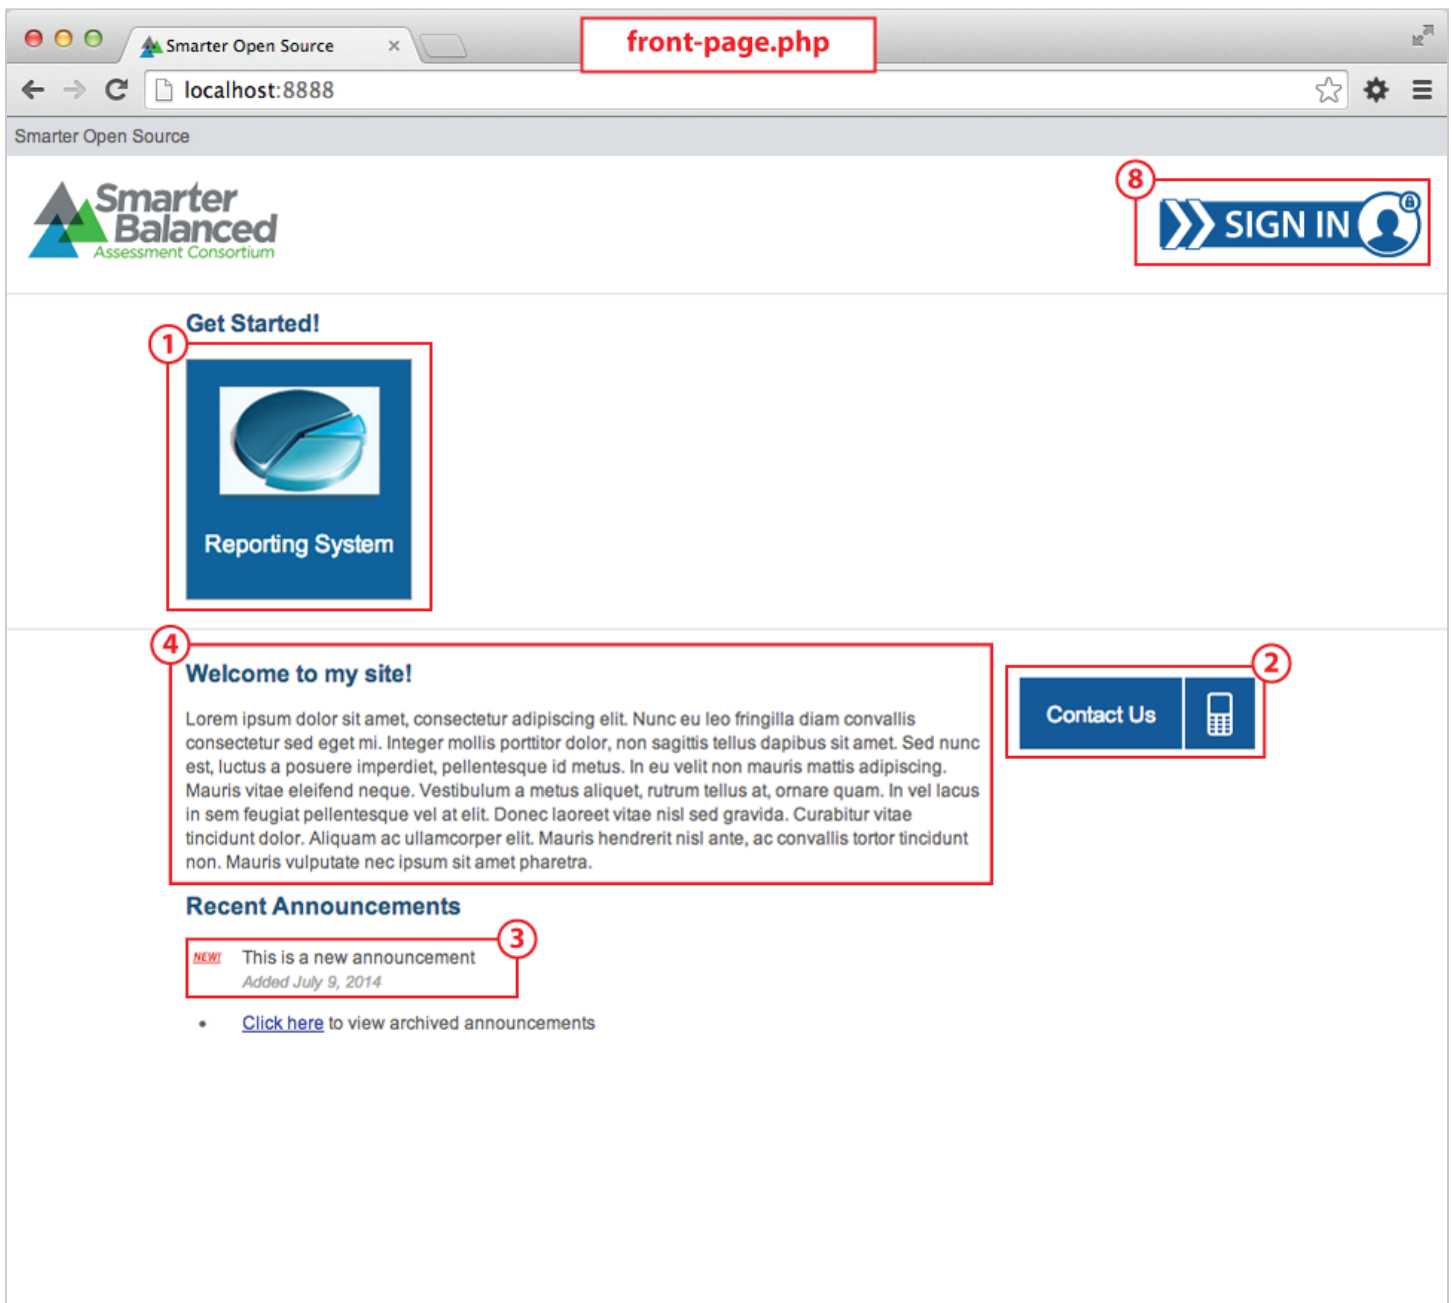 Smarter Open Source
front-page.php
localhost:8888
Smarter Open Source
Smarter
Balanced
Assessment Consortium
8
SIGN IN
Get Started!
1
Reporting System
4
Welcome to my site!
Lorem ipsum dolor sit amet, consectetur adipiscing elit. Nunc eu leo fringilla diam convallis
consectetur sed eget mi. Integer mollis porttitor dolor, non sagittis tellus dapibus sit amet. Sed nunc
est, luctus a posuere imperdiet, pellentesque id metus. In eu velit non mauris mattis adipiscing.
Mauris vitae eleifend neque. Vestibulum a metus aliquet, rutrum tellus at, ornare quam. In vel lacus
in sem feugiat pellentesque vel at elit. Donec laoreet vitae nisl sed gravida. Curabitur vitae
tincidunt dolor. Aliquam ac ullamcorper elit. Mauris hendrerit nisl ante, ac convallis tortor tincidunt
non. Mauris vulputate nec ipsum sit amet pharetra.
2
Contact Us
Recent Announcements
3
NEW! This is a new announcement
Added July 9, 2014
• Click here to view archived announcements